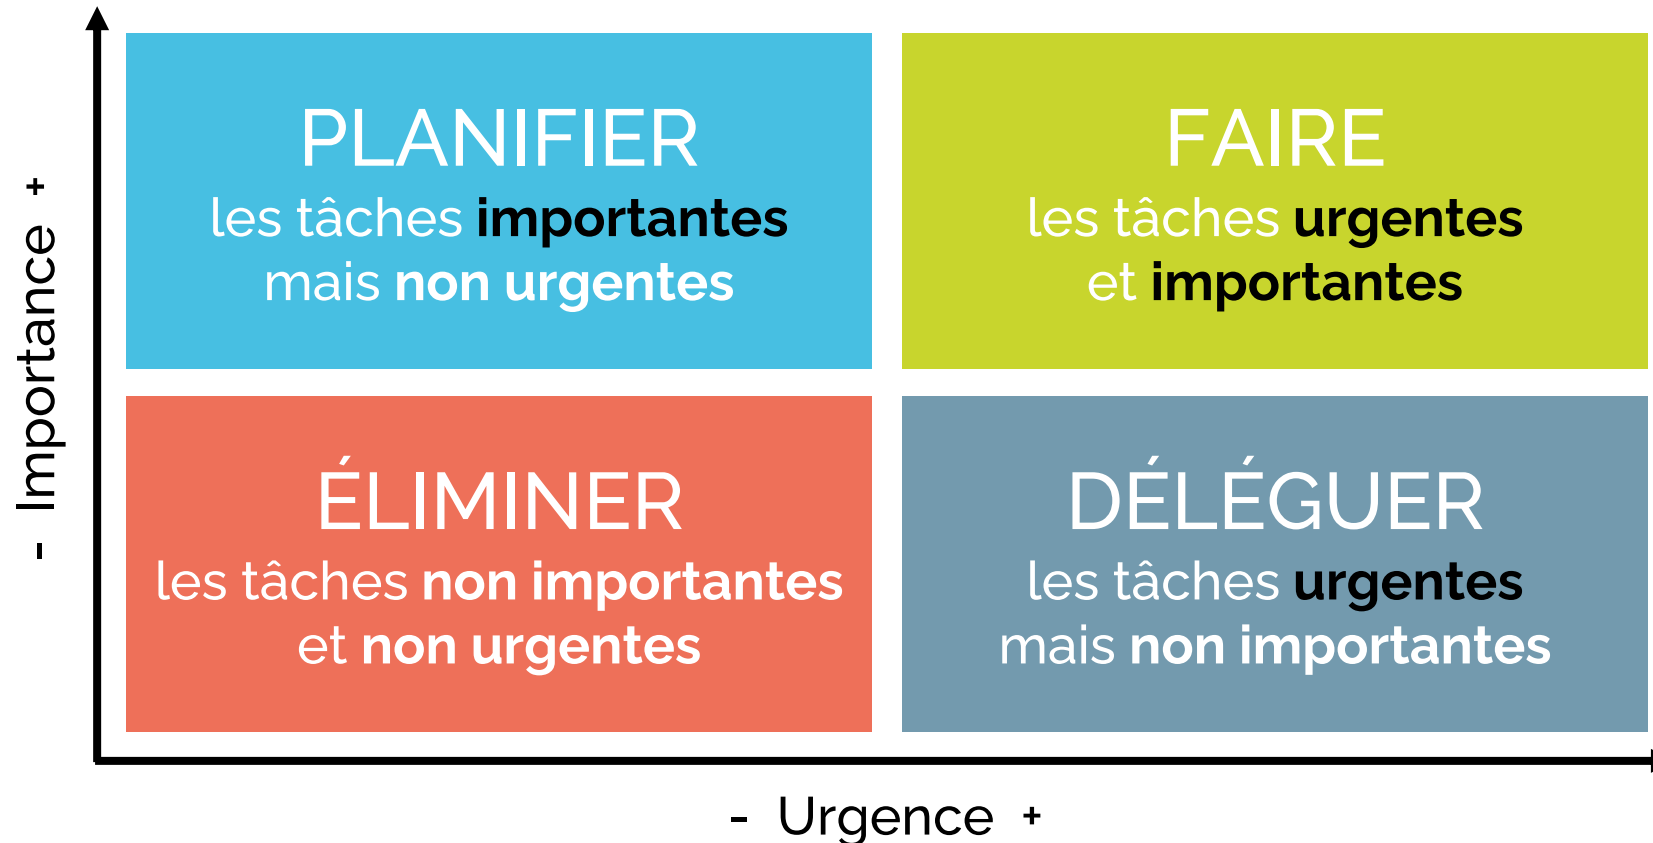 PLANIFIER
les tâches importantes
mais non urgentes
FAIRE
les tâches urgentes
et importantes
ÉLIMINER
les tâches non importantes
et non urgentes
DÉLÉGUER
les tâches urgentes
mais non importantes
- Importance +
- Urgence +